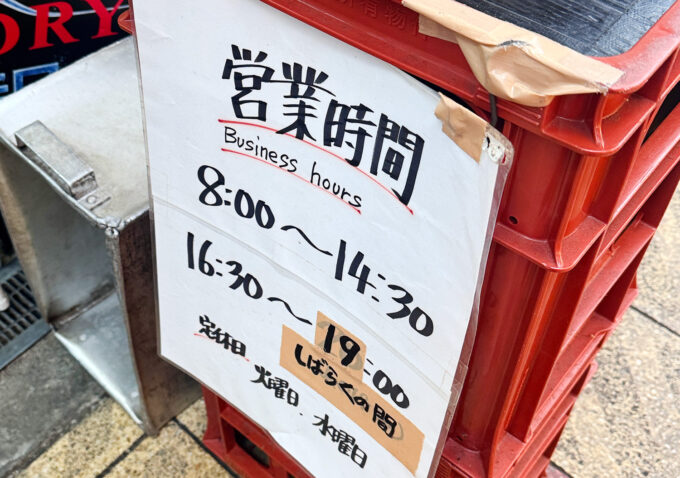 ORY
営業時間
Business hours
8:00～14:30
16:30～19:00
しばらくの間
定休日
火曜日、水曜日